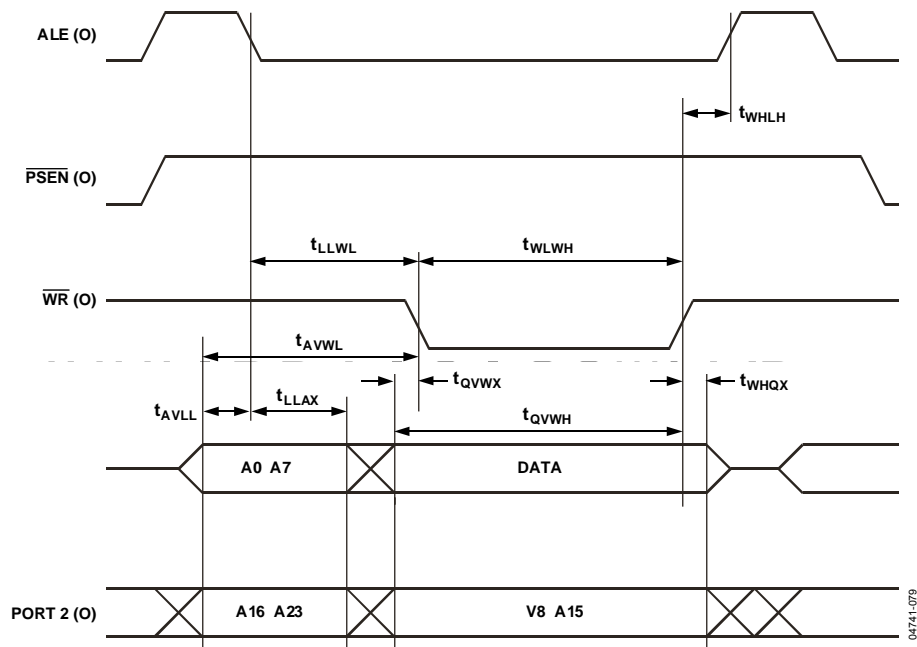 ALE (O)
tWHLH
PSEN (O)
tLLWL
tWLWH
WR (O)
tAVWL
tQVWX
tWHQX
tAVLL
tLLAX
tQVWH
A0 A7
DATA
PORT 2 (O)
A16 A23
V8 A15
04741-079